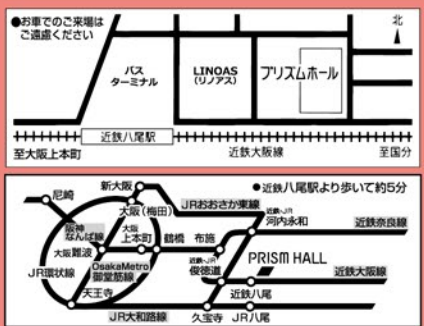 ●お車でのご来場は
ご遠慮ください
北
バス
ターミナル
LINOAS
(リノアス)
プリズムホール
近鉄八尾駅
至大阪上本町
近鉄大阪線
至国分
●近鉄八尾駅より歩いて約5分
新大阪
尼崎
大阪(梅田)
JRおおさか東線
近鉄・JR
河内永和
阪神
なんば線
大阪
上本町
鶴橋
布施
近鉄奈良線
大阪難波
OsakaMetro
御堂筋線
近鉄・JR
俊徳道
PRISM HALL
JR環状線
近鉄大阪線
天王寺
近鉄八尾
JR大和路線
久宝寺
JR八尾